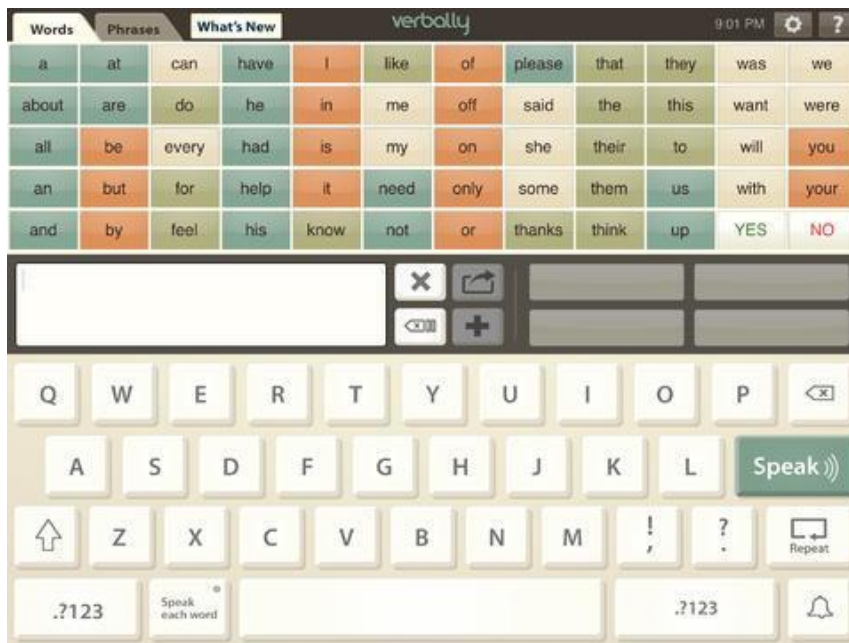 Words Phrases What's New verbally 9:01 PM ?
a at can have I like of please that they was we
about are do he in me off said the this want were
all be every had is my on she their to will you
an but for help it need only some them us with your
and by feel his know not or thanks think up YES NO
Q W E R T Y U I O P
A S D F G H J K L Speak
Z X C V B N M ! , ? . Repeat
.?123 Speak each word .?123